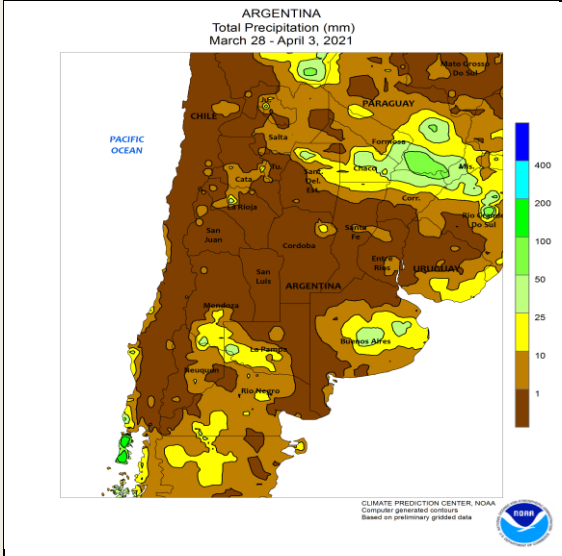 ARGENTINA
Total Precipitation (mm)
March 28 - April 3, 2021
Mato Grosso
Do Sul
PARAGUAY
CHILE
PACIFIC
OCEAN
Salta
Formosa
Chaco
Mis.
Tu.
Sant.
Del.
Est.
Cata
La Rioja
Corr.
Rio Grande
Do Sul
San
Juan
Santa
Fe
Cordoba
Entre
Rios
URUGUAY
San
Luis
ARGENTINA
Mendoza
Buenos Aires
La Pampa
Neuquen
Rio Negro
400
200
100
50
25
10
1
CLIMATE PREDICTION CENTER, NOAA
Computer generated contours
Based on preliminary gridded data
NOAA